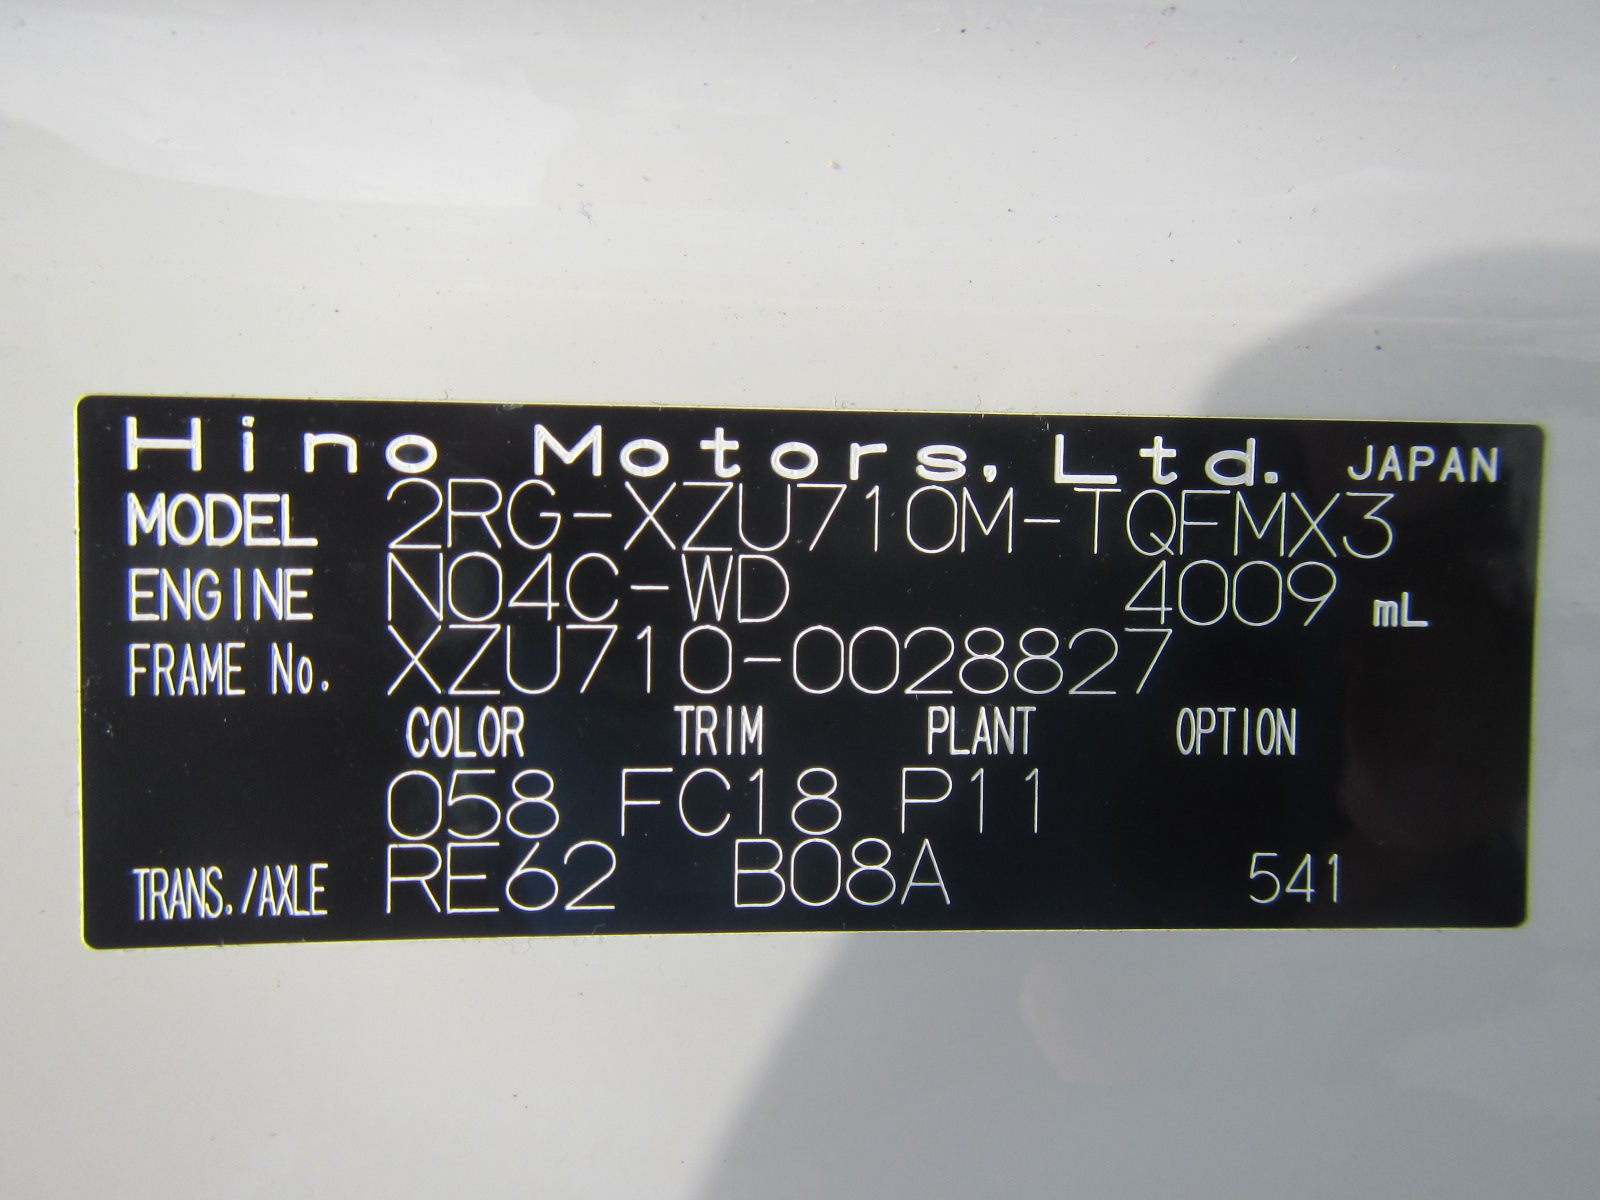 Hino Motors, Ltd. JAPAN
MODEL 2RG-XZU710M-TQFMX3
ENGINE N04C-WD 4009 mL
FRAME No. XZU710-0028827
COLOR TRIM PLANT OPTION
058 FC18 P11
TRANS./AXLE RE62 B08A 541